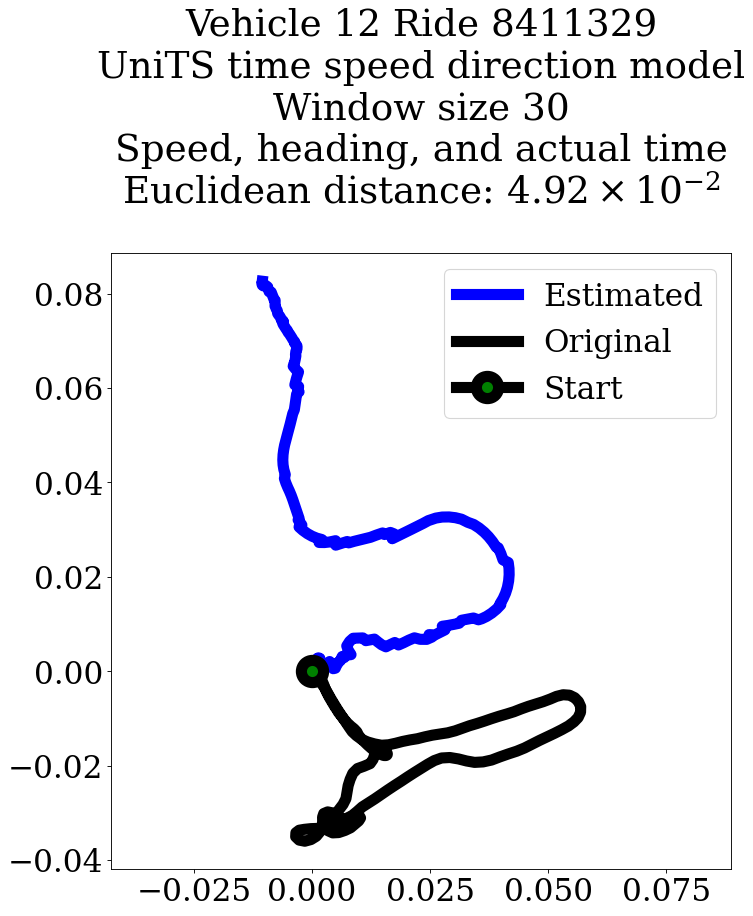 Vehicle 12 Ride 8411329
UniTS time speed direction model
Window size 30
Speed, heading, and actual time
Euclidean distance: 4.92 × 10⁻²
Estimated
Original
Start
0.08
0.06
0.04
0.02
0.00
−0.02
−0.04
−0.025 0.000 0.025 0.050 0.075